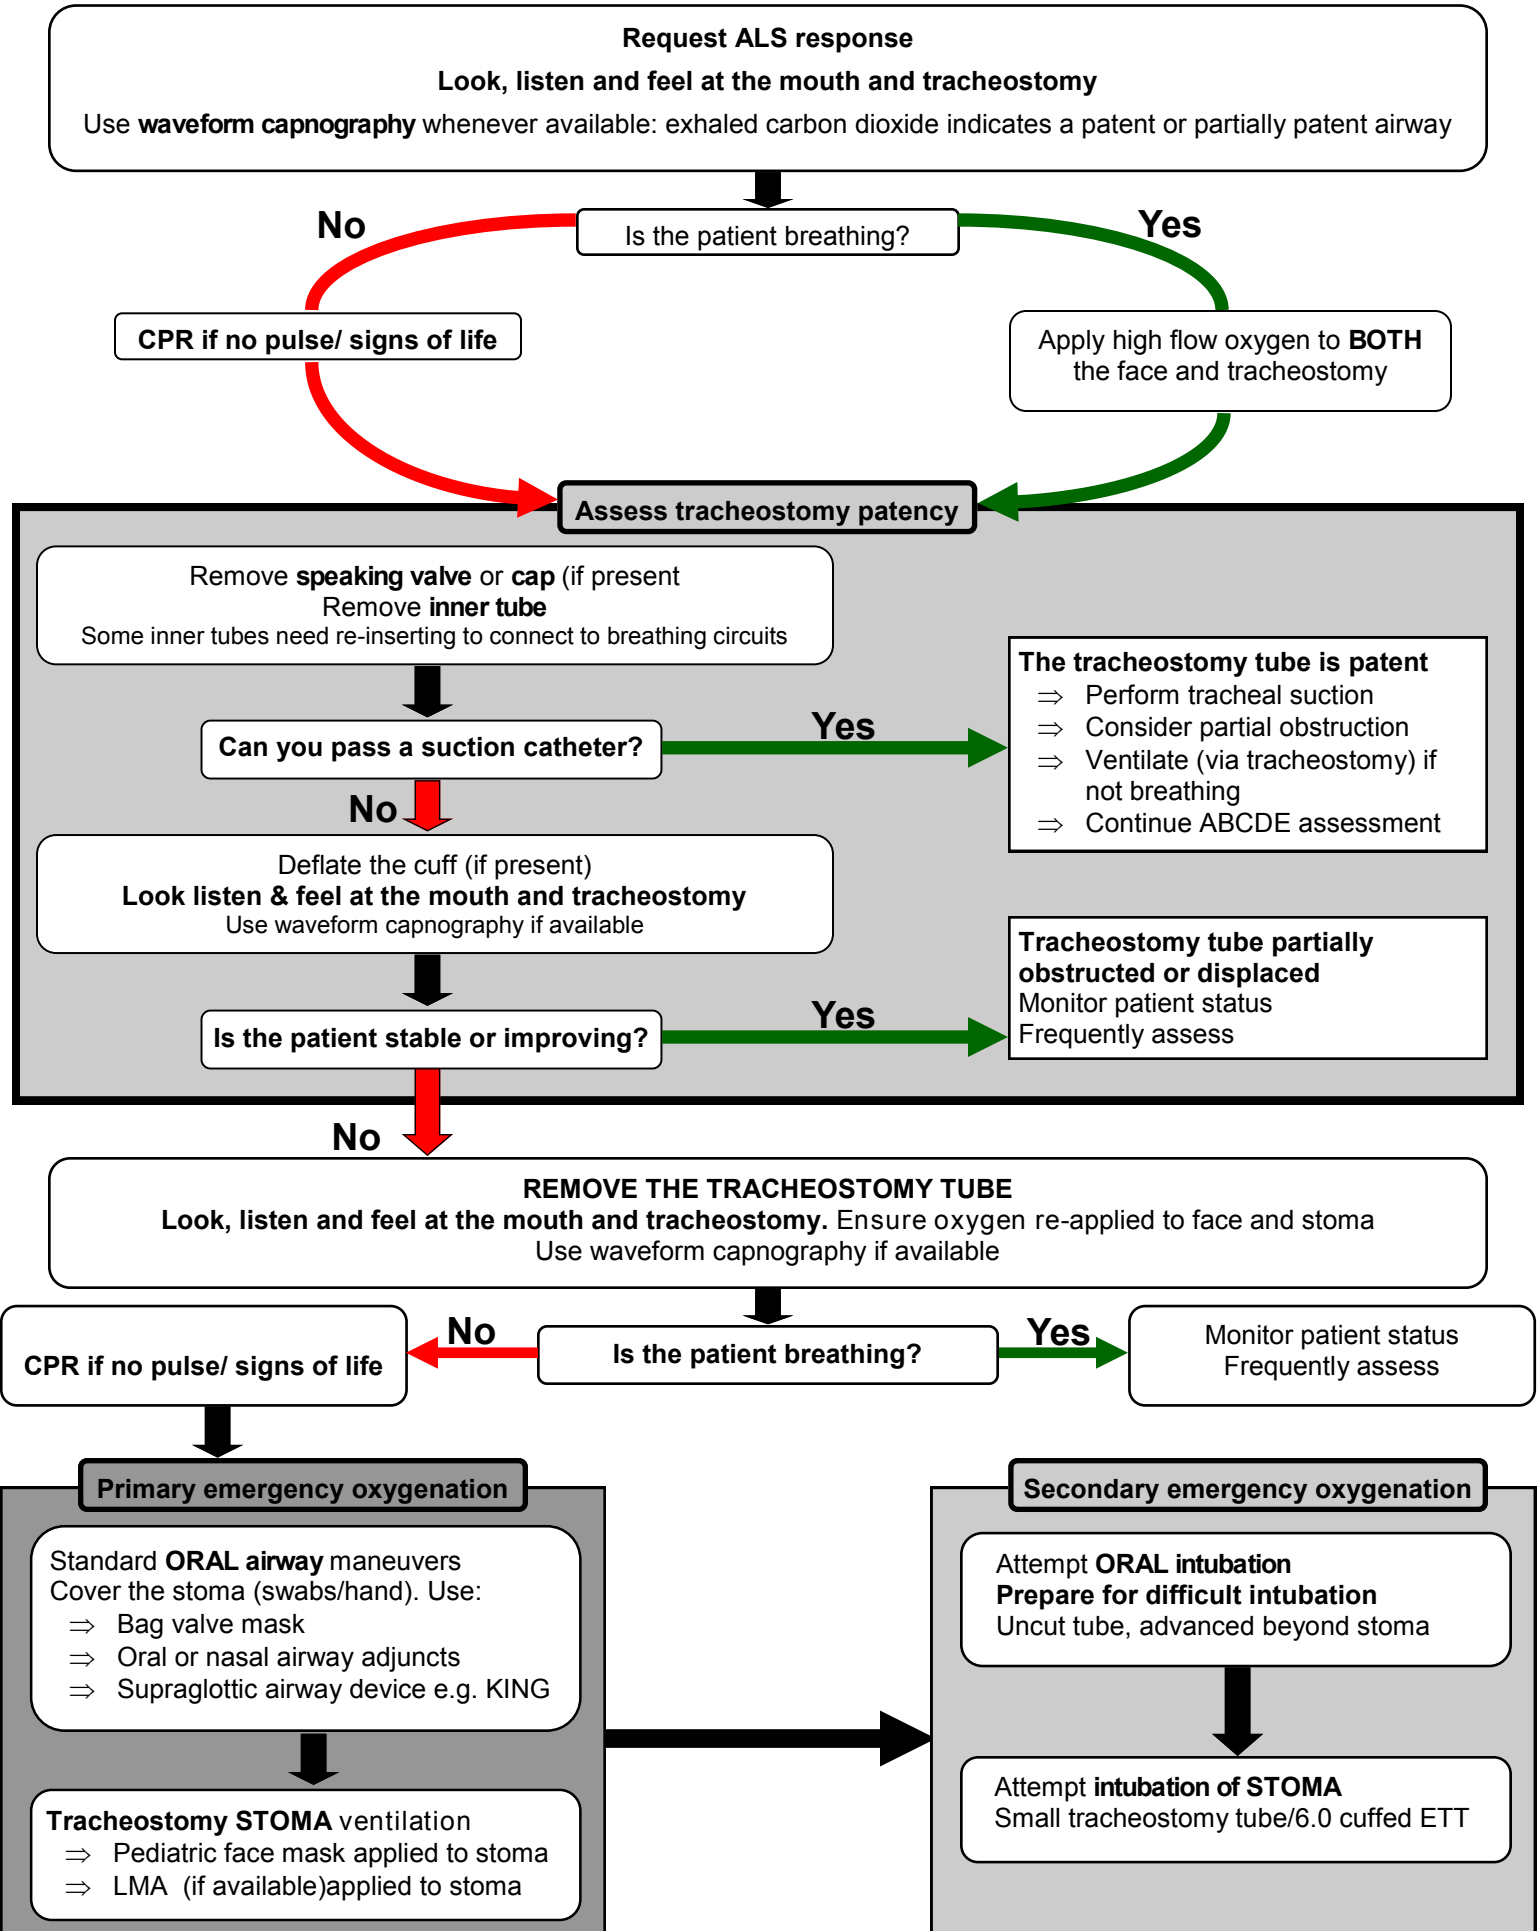 Request ALS response
Look, listen and feel at the mouth and tracheostomy
Use waveform capnography whenever available: exhaled carbon dioxide indicates a patent or partially patent airway
No
Is the patient breathing?
Yes
CPR if no pulse/ signs of life
Apply high flow oxygen to BOTH
the face and tracheostomy
Assess tracheostomy patency
Remove speaking valve or cap (if present
Remove inner tube
Some inner tubes need re-inserting to connect to breathing circuits
Can you pass a suction catheter?
Yes
The tracheostomy tube is patent
⇒ Perform tracheal suction
⇒ Consider partial obstruction
⇒ Ventilate (via tracheostomy) if
not breathing
⇒ Continue ABCDE assessment
No
Deflate the cuff (if present)
Look listen & feel at the mouth and tracheostomy
Use waveform capnography if available
Is the patient stable or improving?
Yes
Tracheostomy tube partially
obstructed or displaced
Monitor patient status
Frequently assess
No
REMOVE THE TRACHEOSTOMY TUBE
Look, listen and feel at the mouth and tracheostomy. Ensure oxygen re-applied to face and stoma
Use waveform capnography if available
Is the patient breathing?
No
CPR if no pulse/ signs of life
Yes
Monitor patient status
Frequently assess
Primary emergency oxygenation
Standard ORAL airway maneuvers
Cover the stoma (swabs/hand). Use:
⇒ Bag valve mask
⇒ Oral or nasal airway adjuncts
⇒ Supraglottic airway device e.g. KING
Tracheostomy STOMA ventilation
⇒ Pediatric face mask applied to stoma
⇒ LMA (if available)applied to stoma
Secondary emergency oxygenation
Attempt ORAL intubation
Prepare for difficult intubation
Uncut tube, advanced beyond stoma
Attempt intubation of STOMA
Small tracheostomy tube/6.0 cuffed ETT